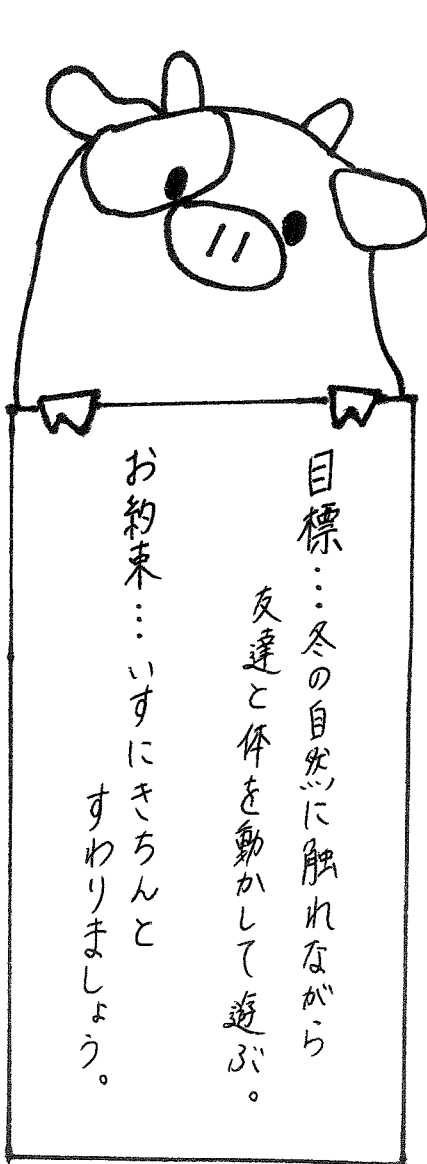 目標…冬の自然に触れながら
友達と体を動かして遊ぶ。
お約束…いすにきちんと
すわりましょう。